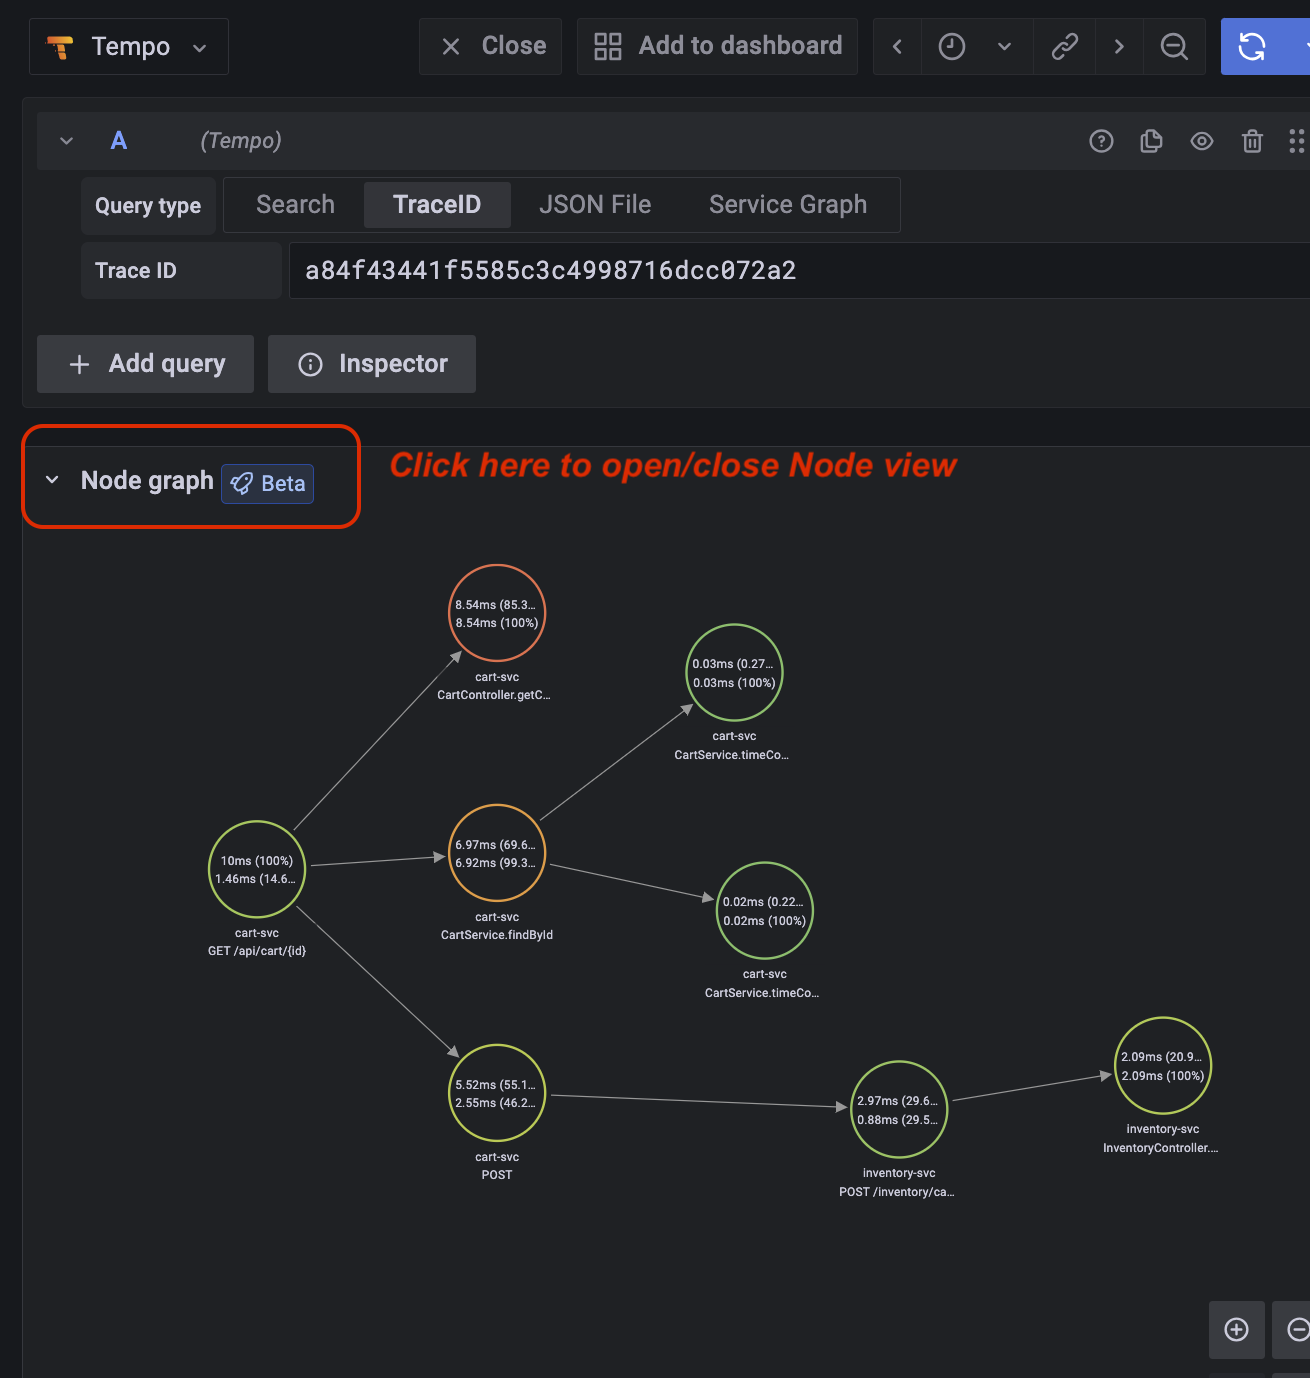 Tempo
Close
Add to dashboard
A
(Tempo)
Query type
Search
TraceID
JSON File
Service Graph
Trace ID
a84f43441f5585c3c4998716dcc072a2
Add query
Inspector
Node graph
Beta
Click here to open/close Node view
8.54ms (85.3...
8.54ms (100%)
cart-svc
CartController.getC...
0.03ms (0.27...
0.03ms (100%)
cart-svc
CartService.timeCo...
10ms (100%)
1.46ms (14.6...
cart-svc
GET /api/cart/{id}
6.97ms (69.6...
6.92ms (99.3...
cart-svc
CartService.findById
0.02ms (0.22...
0.02ms (100%)
cart-svc
CartService.timeCo...
5.52ms (55.1...
2.55ms (46.2...
cart-svc
POST
2.97ms (29.6...
0.88ms (29.5...
inventory-svc
POST /inventory/ca...
2.09ms (20.9...
2.09ms (100%)
inventory-svc
InventoryController....